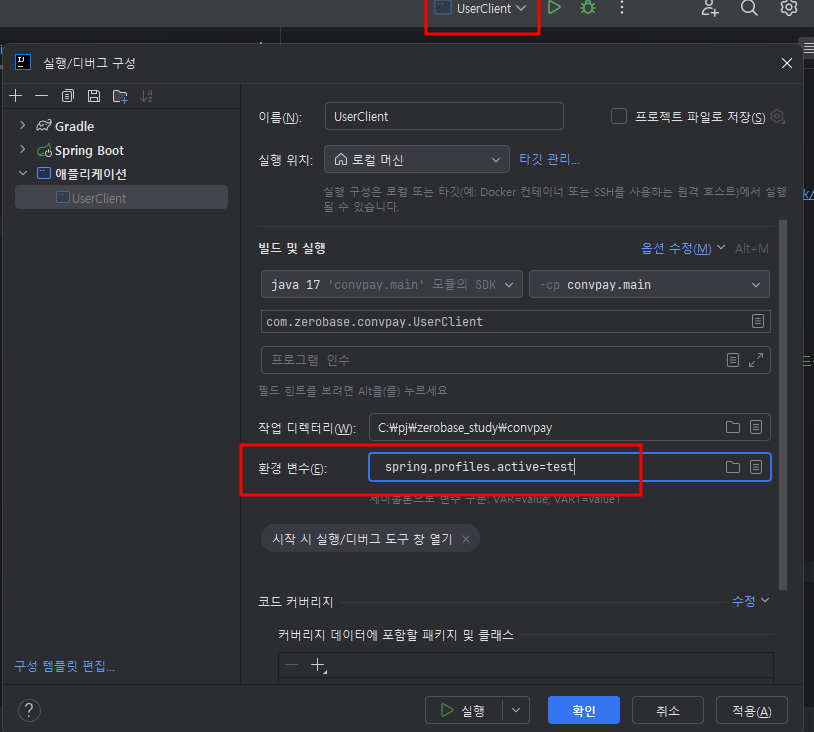 UserClient
실행/디버그 구성
Gradle
Spring Boot
애플리케이션
UserClient
이름(N):
UserClient
프로젝트 파일로 저장(S)
실행 위치:
로컬 머신
타깃 관리...
실행 구성은 로컬 또는 타깃(예: Docker 컨테이너 또는 SSH를 사용하는 원격 호스트)에서 실행
될 수 있습니다.
빌드 및 실행
옵션 수정(M)
Alt+M
java 17 'convpay.main' 모듈의 SDK
-cp convpay.main
com.zerobase.convpay.UserClient
프로그램 인수
필드 힌트를 보려면 Alt을(를) 누르세요
작업 디렉터리(W):
C:₩pj₩zerobase_study₩convpay
환경 변수(E):
spring.profiles.active=test
세미콜론으로 변수 구분: VAR=value; VAR1=value1
시작 시 실행/디버그 도구 창 열기
코드 커버리지
수정
커버리지 데이터에 포함할 패키지 및 클래스
구성 템플릿 편집...
?
실행
확인
취소
적용(A)